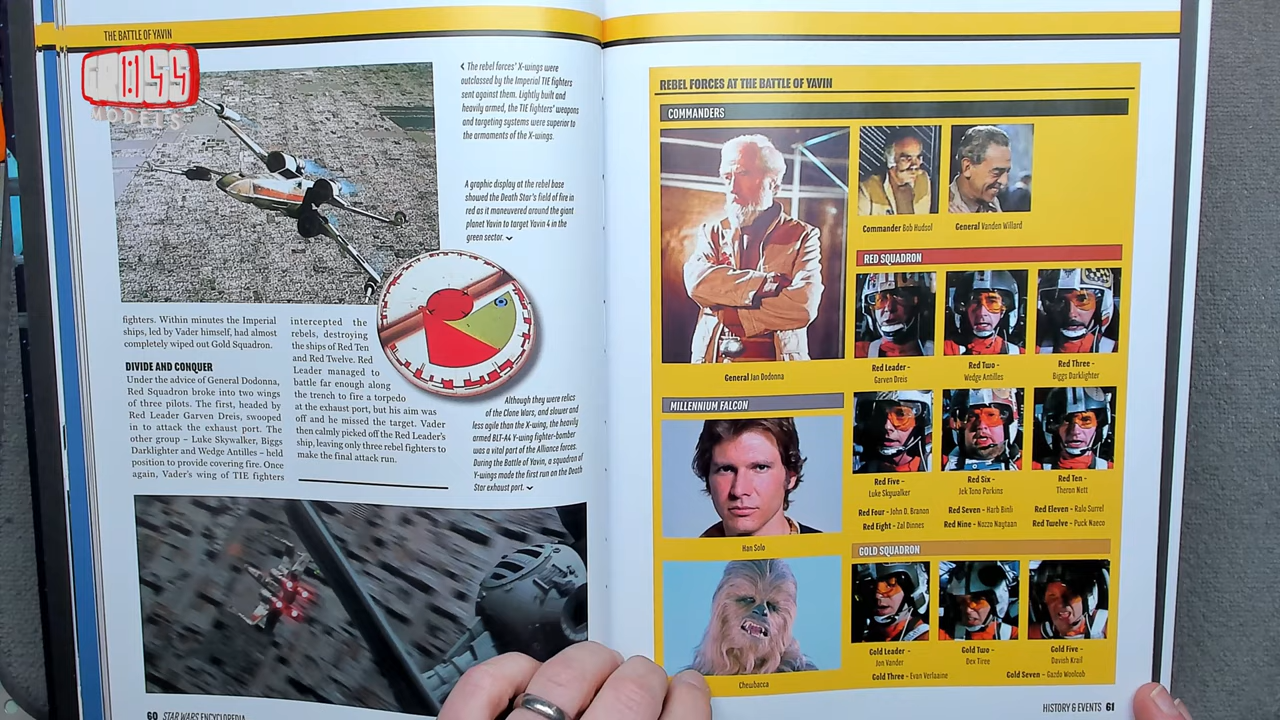 THE BATTLE OF YAVIN
CROSS
MODELS
‹ The rebel forces' X-wings were
outclassed by the Imperial TIE fighters
sent against them. Lightly built and
heavily armed, the TIE fighters' weapons
and targeting systems were superior to
the armaments of the X-wings.
A graphic display at the rebel base
showed the Death Star's field of fire in
red as it maneuvered around the giant
planet Yavin to target Yavin 4 in the
green sector.
fighters. Within minutes the Imperial
ships, led by Vader himself, had almost
completely wiped out Gold Squadron.
DIVIDE AND CONQUER
Under the advice of General Dodonna,
Red Squadron broke into two wings
of three pilots. The first, headed by
Red Leader Garven Dreis, swooped
in to attack the exhaust port. The
other group – Luke Skywalker, Biggs
Darklighter and Wedge Antilles – held
position to provide covering fire. Once
again, Vader's wing of TIE fighters
intercepted the
rebels, destroying
the ships of Red Ten
and Red Twelve. Red
Leader managed to
battle far enough along
the trench to fire a torpedo
at the exhaust port, but his aim was
off and he missed the target. Vader
then calmly picked off the Red Leader's
ship, leaving only three rebel fighters to
make the final attack run.
Although they were relics
of the Clone Wars, and slower and
less agile than the X-wing, the heavily
armed BLT-A4 Y-wing fighter-bomber
was a vital part of the Alliance forces.
During the Battle of Yavin, a squadron of
Y-wings made the first run on the Death
Star exhaust port.
60 STAR WARS ENCYCLOPEDIA
REBEL FORCES AT THE BATTLE OF YAVIN
COMMANDERS
General Jan Dodonna
Commander Bob Hudsol
General Vanden Willard
RED SQUADRON
Red Leader –
Garven Dreis
Red Two –
Wedge Antilles
Red Three –
Biggs Darklighter
Red Five –
Luke Skywalker
Red Six –
Jek Tono Porkins
Red Ten –
Theron Nett
Red Four – John D. Branon
Red Seven – Harb Binli
Red Eleven – Ralo Surrel
Red Eight – Zal Dinnes
Red Nine – Nozzo Naytaan
Red Twelve – Puck Naeco
MILLENNIUM FALCON
Han Solo
Chewbacca
GOLD SQUADRON
Gold Leader –
Jon Vander
Gold Two –
Dex Tiree
Gold Five –
Davish Krail
Gold Three – Evan Verlaine
Gold Seven – Gazdo Woolcob
HISTORY & EVENTS 61